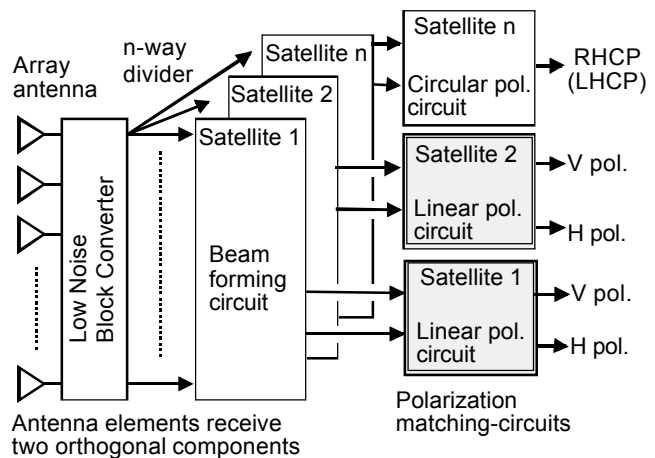 Array
antenna
n-way
divider
Satellite n
Satellite 2
Satellite 1
Low Noise
Block Converter
Beam
forming
circuit
Satellite n
Circular pol.
circuit
RHCP
(LHCP)
Satellite 2
Linear pol.
circuit
V pol.
H pol.
Satellite 1
Linear pol.
circuit
V pol.
H pol.
Antenna elements receive
two orthogonal components
Polarization
matching-circuits